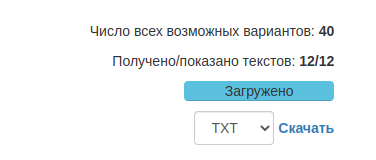 Число всех возможных вариантов: 40
Получено/показано текстов: 12/12
Загружено
TXT Скачать